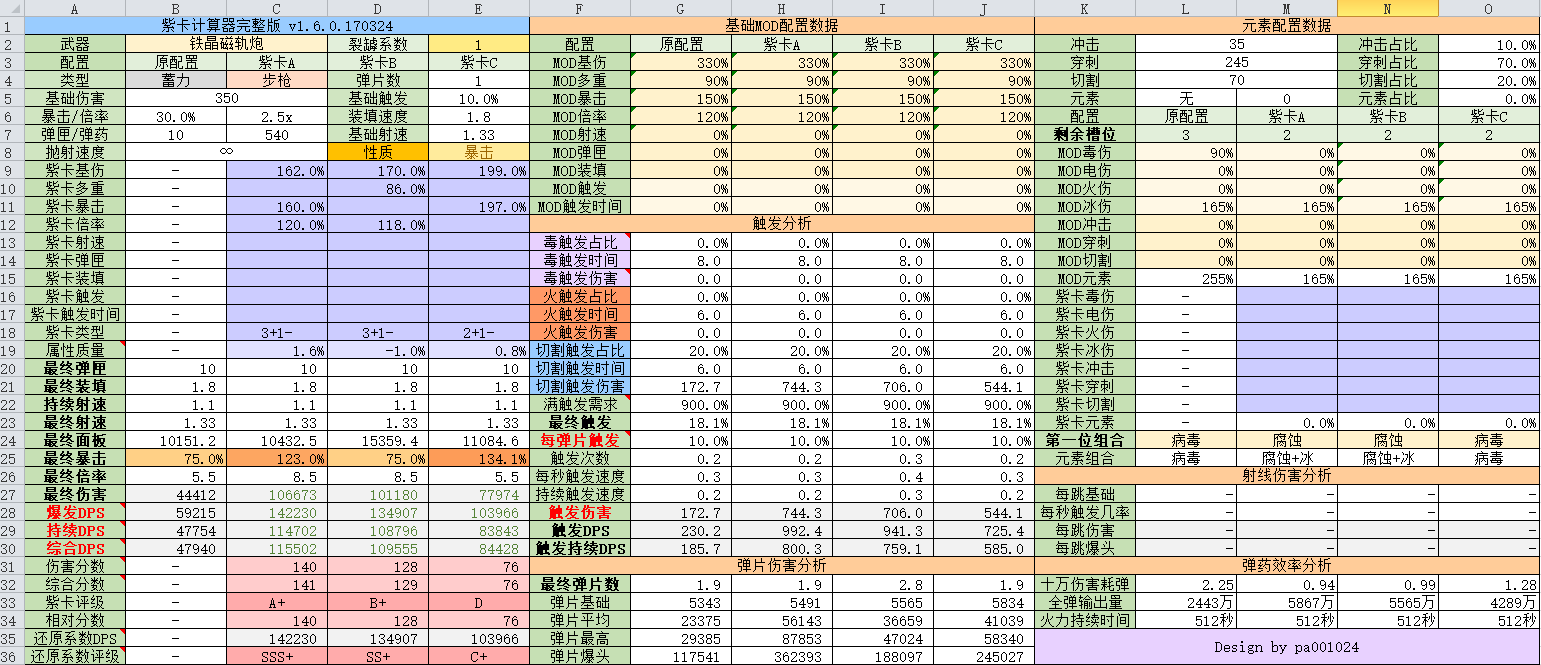 A B C D E F G H I J K L M N O
1 紫卡计算器完整版 v1.6.0.170324 基础MOD配置数据 元素配置数据
2 武器 铁晶磁轨炮 裂罅系数 1 配置 原配置 紫卡A 紫卡B 紫卡C 冲击 35 冲击占比 10.0%
3 配置 原配置 紫卡A 紫卡B 紫卡C MOD基伤 330% 330% 330% 330% 穿刺 245 穿刺占比 70.0%
4 类型 蓄力 步枪 弹片数 1 MOD多重 90% 90% 90% 90% 切割 70 切割占比 20.0%
5 基础伤害 350 基础触发 10.0% MOD暴击 150% 150% 150% 150% 元素 无 0 元素占比 0.0%
6 暴击/倍率 30.0% 2.5x 装填速度 1.8 MOD倍率 120% 120% 120% 120% 配置 原配置 紫卡A 紫卡B 紫卡C
7 弹匣/弹药 10 540 基础射速 1.33 MOD射速 0% 0% 0% 0% 剩余槽位 3 2 2 2
8 抛射速度 ∞ 性质 暴击 MOD弹匣 0% 0% 0% 0% MOD毒伤 90% 0% 0% 0%
9 紫卡基伤 - 162.0% 170.0% 199.0% MOD装填 0% 0% 0% 0% MOD电伤 0% 0% 0% 0%
10 紫卡多重 - 86.0% MOD触发 0% 0% 0% 0% MOD火伤 0% 0% 0% 0%
11 紫卡暴击 - 160.0% 197.0% MOD触发时间 0% 0% 0% 0% MOD冰伤 165% 165% 165% 165%
12 紫卡倍率 - 120.0% 118.0% 触发分析 MOD冲击 0% 0% 0% 0%
13 紫卡射速 - 毒触发占比 0.0% 0.0% 0.0% 0.0% MOD穿刺 0% 0% 0% 0%
14 紫卡弹匣 - 毒触发时间 8.0 8.0 8.0 8.0 MOD切割 0% 0% 0% 0%
15 紫卡装填 - 毒触发伤害 0.0 0.0 0.0 0.0 MOD元素 255% 165% 165% 165%
16 紫卡触发 - 火触发占比 0.0% 0.0% 0.0% 0.0% 紫卡毒伤 -
17 紫卡触发时间 - 火触发时间 6.0 6.0 6.0 6.0 紫卡电伤 -
18 紫卡类型 - 3+1- 3+1- 2+1- 火触发伤害 0.0 0.0 0.0 0.0 紫卡火伤 -
19 属性质量 - 1.6% -1.0% 0.8% 切割触发占比 20.0% 20.0% 20.0% 20.0% 紫卡冰伤 -
20 最终弹匣 10 10 10 10 切割触发时间 6.0 6.0 6.0 6.0 紫卡冲击 -
21 最终装填 1.8 1.8 1.8 1.8 切割触发伤害 172.7 744.3 706.0 544.1 紫卡穿刺 -
22 持续射速 1.1 1.1 1.1 1.1 满触发需求 900.0% 900.0% 900.0% 900.0% 紫卡切割 -
23 最终射速 1.33 1.33 1.33 1.33 最终触发 18.1% 18.1% 18.1% 18.1% 紫卡元素 - 0.0% 0.0% 0.0%
24 最终面板 10151.2 10432.5 15359.4 11084.6 每弹片触发 10.0% 10.0% 10.0% 10.0% 第一位组合 病毒 腐蚀 腐蚀 病毒
25 最终暴击 75.0% 123.0% 75.0% 134.1% 触发次数 0.2 0.2 0.3 0.2 元素组合 病毒 腐蚀+冰 腐蚀+冰 病毒
26 最终倍率 5.5 8.5 8.5 5.5 每秒触发速度 0.3 0.3 0.4 0.3 射线伤害分析
27 最终伤害 44412 106673 101180 77974 持续触发速度 0.2 0.2 0.3 0.2 每跳基础 - - - -
28 爆发DPS 59215 142230 134907 103966 触发伤害 172.7 744.3 706.0 544.1 每秒触发几率 - - - -
29 持续DPS 47754 114702 108796 83843 触发DPS 230.2 992.4 941.3 725.4 每跳伤害 - - - -
30 综合DPS 47940 115502 109555 84428 触发持续DPS 185.7 800.3 759.1 585.0 每跳爆头 - - - -
31 伤害分数 - 140 128 76 弹片伤害分析 弹药效率分析
32 综合分数 - 141 129 76 最终弹片数 1.9 1.9 2.8 1.9 十万伤害耗弹 2.25 0.94 0.99 1.28
33 紫卡评级 - A+ B+ D 弹片基础 5343 5491 5565 5834 全弹输出量 2443万 5867万 5565万 4289万
34 相对分数 - 140 128 76 弹片平均 23375 56143 36659 41039 火力持续时间 512秒 512秒 512秒 512秒
35 还原系数DPS - 142230 134907 103966 弹片最高 29385 87853 47024 58340 Design by pa001024
36 还原系数评级 - SSS+ SS+ C+ 弹片爆头 117541 362393 188097 245027